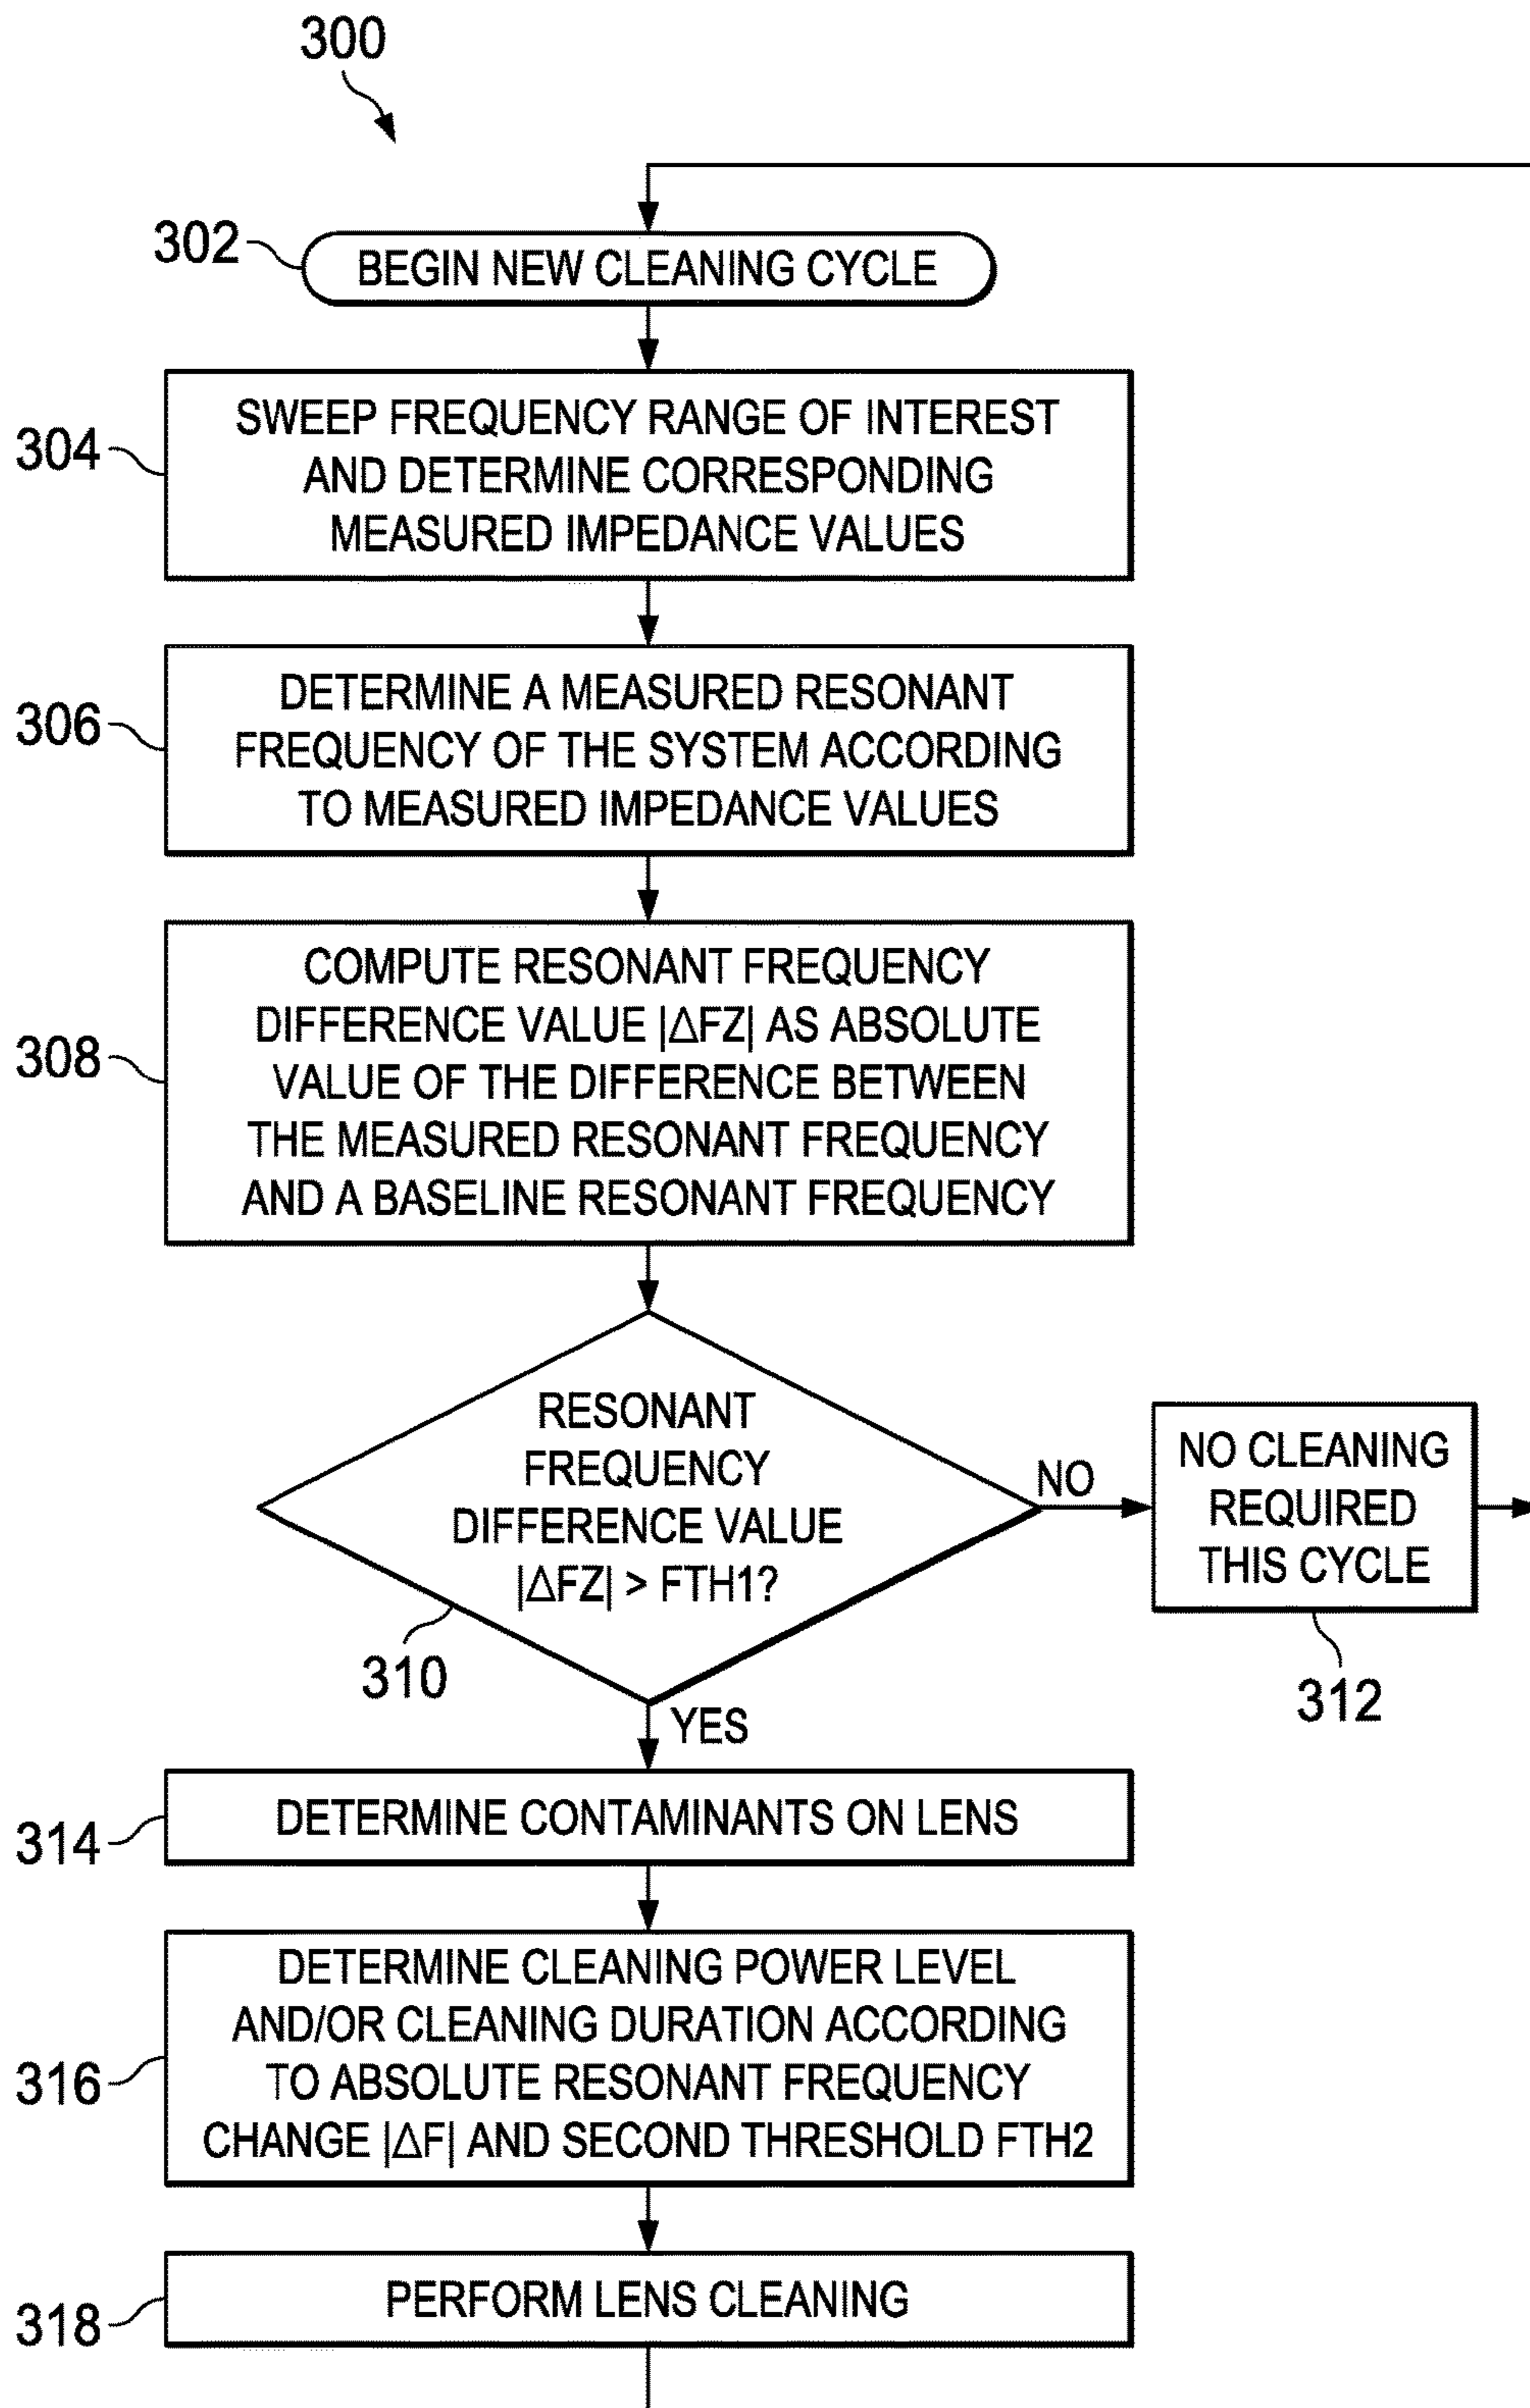 300
302
BEGIN NEW CLEANING CYCLE
304
SWEEP FREQUENCY RANGE OF INTEREST
AND DETERMINE CORRESPONDING
MEASURED IMPEDANCE VALUES
306
DETERMINE A MEASURED RESONANT
FREQUENCY OF THE SYSTEM ACCORDING
TO MEASURED IMPEDANCE VALUES
308
COMPUTE RESONANT FREQUENCY
DIFFERENCE VALUE |△FZ| AS ABSOLUTE
VALUE OF THE DIFFERENCE BETWEEN
THE MEASURED RESONANT FREQUENCY
AND A BASELINE RESONANT FREQUENCY
RESONANT
FREQUENCY
DIFFERENCE VALUE
|△FZ| > FTH1?
310
NO
NO CLEANING
REQUIRED
THIS CYCLE
312
YES
314
DETERMINE CONTAMINANTS ON LENS
316
DETERMINE CLEANING POWER LEVEL
AND/OR CLEANING DURATION ACCORDING
TO ABSOLUTE RESONANT FREQUENCY
CHANGE |△F| AND SECOND THRESHOLD FTH2
318
PERFORM LENS CLEANING